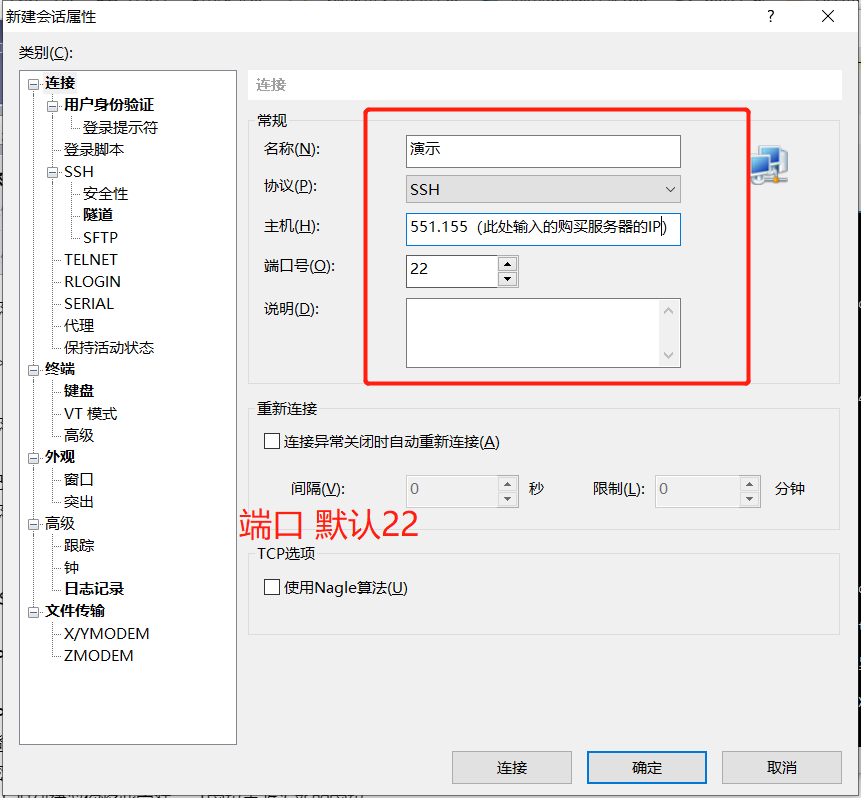 新建会话属性 ?
类别(C):
连接
用户身份验证
登录提示符
登录脚本
SSH
安全性
隧道
SFTP
TELNET
RLOGIN
SERIAL
代理
保持活动状态
终端
键盘
VT 模式
高级
外观
窗口
突出
高级
跟踪
钟
日志记录
文件传输
X/YMODEM
ZMODEM
连接
常规
名称(N): 演示
协议(P): SSH
主机(H): 551.155（此处输入的购买服务器的IP)
端口号(O): 22
说明(D):
重新连接
连接异常关闭时自动重新连接(A)
间隔(V): 0 秒 限制(L): 0 分钟
端口 默认22
TCP选项
使用Nagle算法(U)
连接 确定 取消